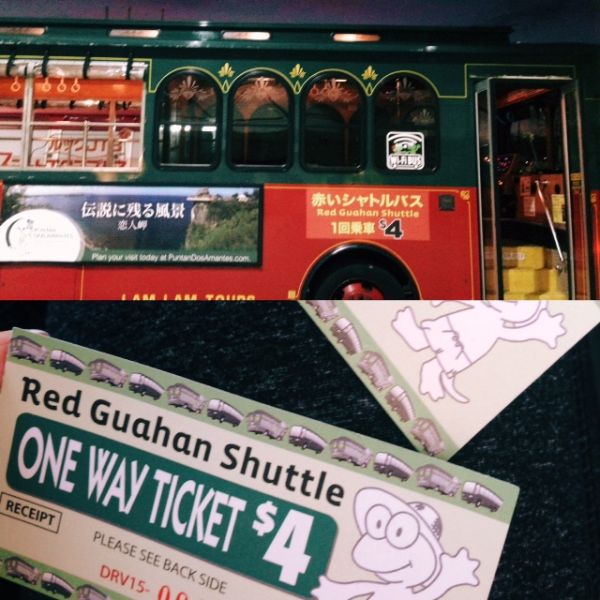 WI-FI BUS
伝説に残る風景
恋人岬
Plan your visit today at PuntanDosAmantes.com.
赤いシャトルバス
Red Guahan Shuttle
1回乗車 $4
LAM LAM TOURS
Red Guahan Shuttle
ONE WAY TICKET $4
RECEIPT
PLEASE SEE BACK SIDE
DRV15-